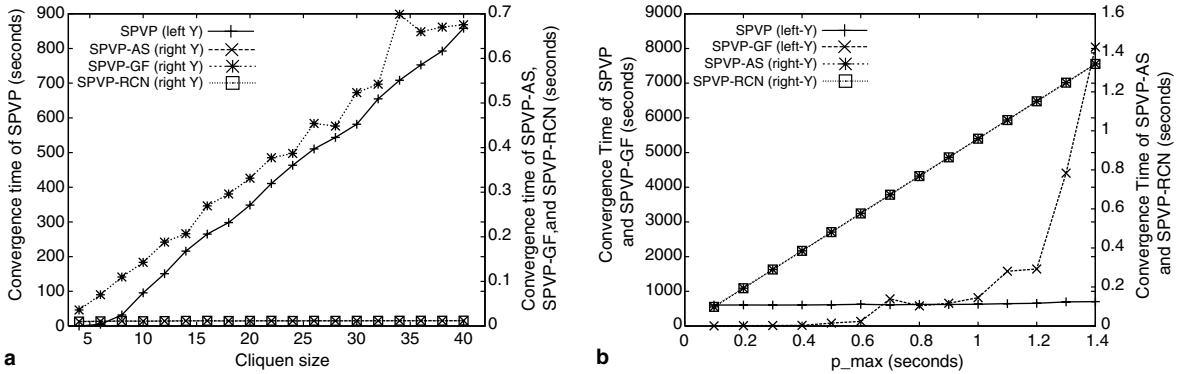 Convergence time of SPVP (seconds)
900
800
700
600
500
400
300
200
100
0
SPVP (left Y)
SPVP-AS (right Y)
SPVP-GF (right Y)
SPVP-RCN (right Y)
0.7
0.6
0.5
0.4
0.3
0.2
0.1
0
Convergence time of SPVP-AS,
SPVP-GF,and SPVP-RCN (seconds)
5 10 15 20 25 30 35 40
Cliquen size
a
Convergence Time of SPVP
and SPVP-GF (seconds)
9000
8000
7000
6000
5000
4000
3000
2000
1000
0
SPVP (left-Y)
SPVP-GF (left-Y)
SPVP-AS (right-Y)
SPVP-RCN (right-Y)
1.6
1.4
1.2
1
0.8
0.6
0.4
0.2
0
Convergence Time of SPVP-AS
and SPVP-RCN (seconds)
0 0.2 0.4 0.6 0.8 1 1.2 1.4
p_max (seconds)
b